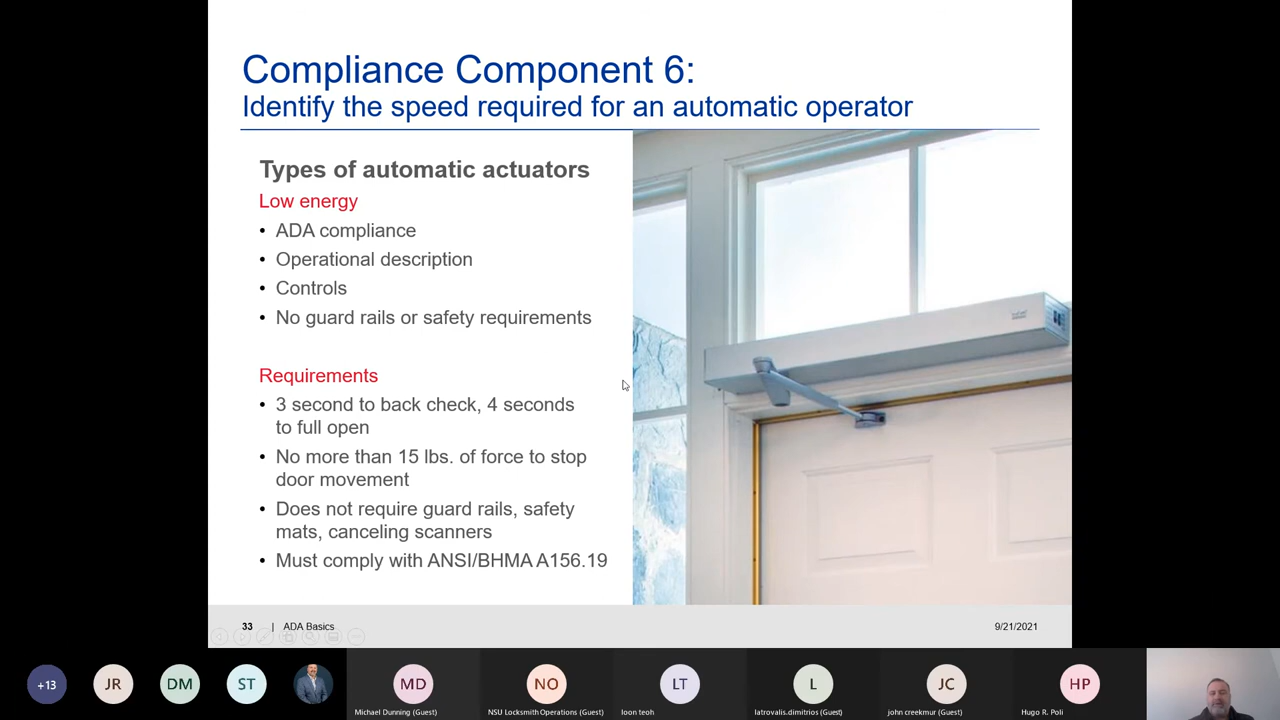 Compliance Component 6:
Identify the speed required for an automatic operator
Types of automatic actuators
Low energy
• ADA compliance
• Operational description
• Controls
• No guard rails or safety requirements
Requirements
• 3 second to back check, 4 seconds
to full open
• No more than 15 lbs. of force to stop
door movement
• Does not require guard rails, safety
mats, canceling scanners
• Must comply with ANSI/BHMA A156.19
33 | ADA Basics 9/21/2021
+13 JR DM ST MD NO LT L JC HP
Michael Dunning (Guest) NSU Locksmith Operations (Guest) loon teoh Iatrovalis.dimitrios (Guest) john creekmur (Guest) Hugo R. Poli